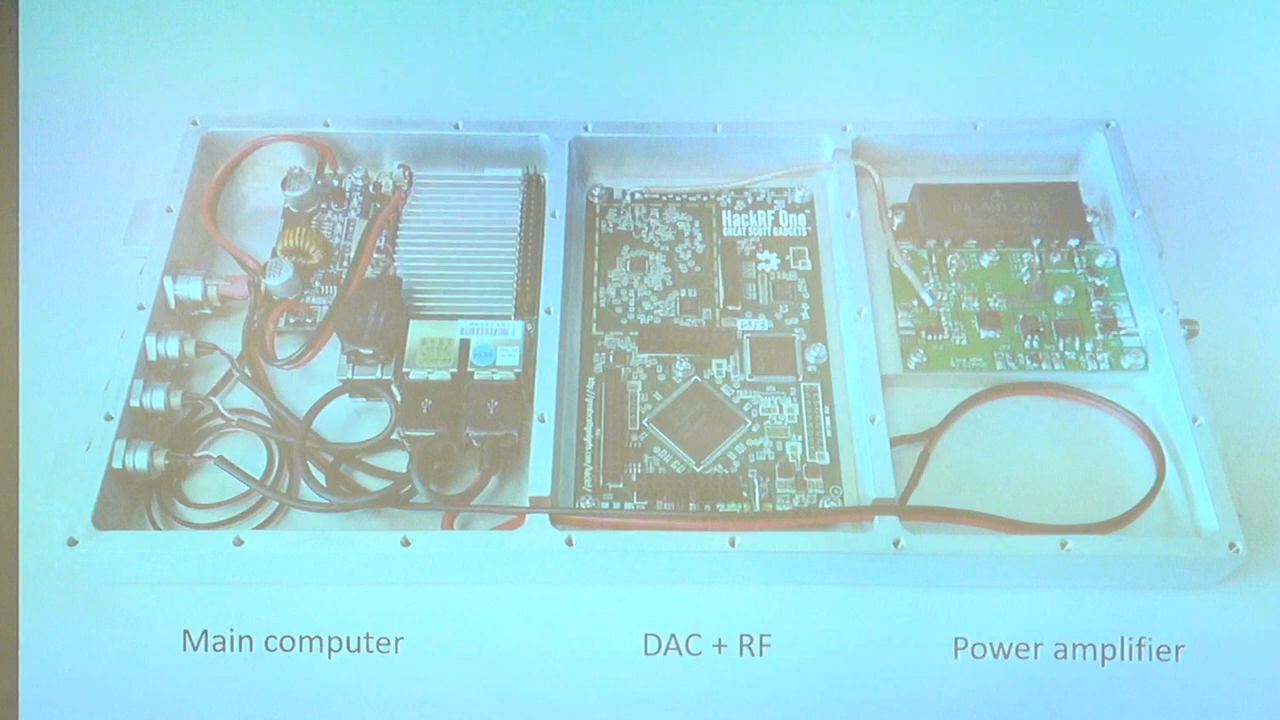 HackRF One
GREAT SCOTT GADGETS
Main computer
DAC + RF
Power amplifier